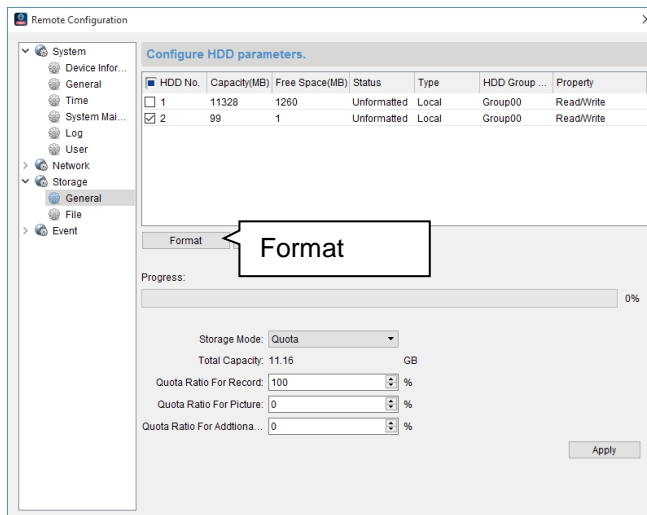 Remote Configuration
System
Device Infor...
General
Time
System Mai...
Log
User
Network
Storage
General
File
Event
Configure HDD parameters.
HDD No. Capacity(MB) Free Space(MB) Status Type HDD Group ... Property
1 11328 1260 Unformatted Local Group00 Read/Write
2 99 1 Unformatted Local Group00 Read/Write
Format
Format
Progress:
0%
Storage Mode: Quota
Total Capacity: 11.16 GB
Quota Ratio For Record: 100 %
Quota Ratio For Picture: 0 %
Quota Ratio For Addtiona... 0 %
Apply